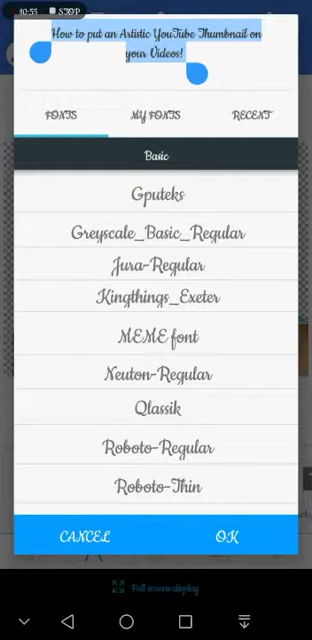 40:55 STOP
How to put an Artistic YouTube Thumbnail on
your Videos!
FONTS MY FONTS RECENT
Basic
Gputeks
Greyscale_Basic_Regular
Jura-Regular
Kingthings_Exeter
MEME font
Neuton-Regular
Qlassik
Roboto-Regular
Roboto-Thin
CANCEL OK
Full screen display